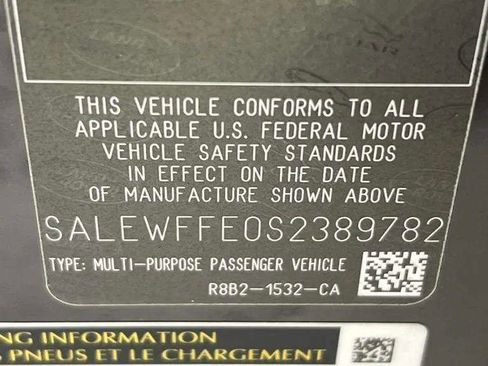 THIS VEHICLE CONFORMS TO ALL
APPLICABLE U.S. FEDERAL MOTOR
VEHICLE SAFETY STANDARDS
IN EFFECT ON THE DATE
OF MANUFACTURE SHOWN ABOVE
SALEWFFE0S2389782
TYPE: MULTI-PURPOSE PASSENGER VEHICLE
R8B2-1532-CA
INFORMATION
PNEUS ET LE CHARGEMENT